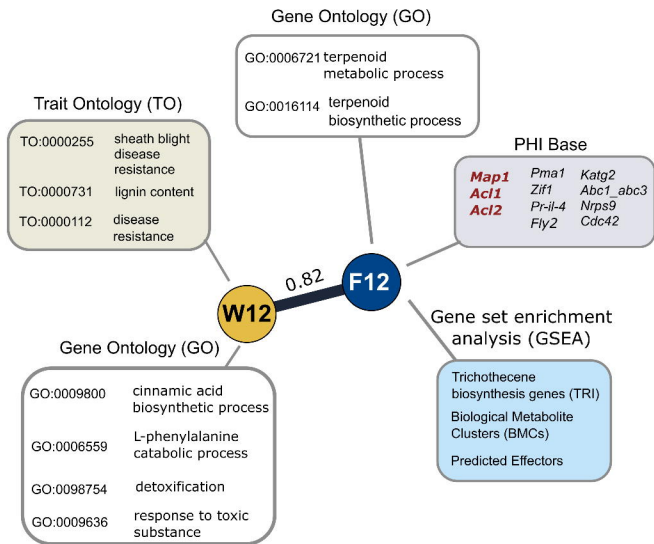 Gene Ontology (GO)
GO:0006721 terpenoid
metabolic process
GO:0016114 terpenoid
biosynthetic process
Trait Ontology (TO)
TO:0000255 sheath blight
disease
resistance
TO:0000731 lignin content
TO:0000112 disease
resistance
PHI Base
Map1
Acl1
Acl2
Pma1
Zif1
Pr-il-4
Fly2
Katg2
Abc1_abc3
Nrps9
Cdc42
0.82
W12
F12
Gene Ontology (GO)
GO:0009800 cinnamic acid
biosynthetic process
GO:0006559 L-phenylalanine
catabolic process
GO:0098754 detoxification
GO:0009636 response to toxic
substance
Gene set enrichment
analysis (GSEA)
Trichothecene
biosynthesis genes (TRI)
Biological Metabolite
Clusters (BMCs)
Predicted Effectors